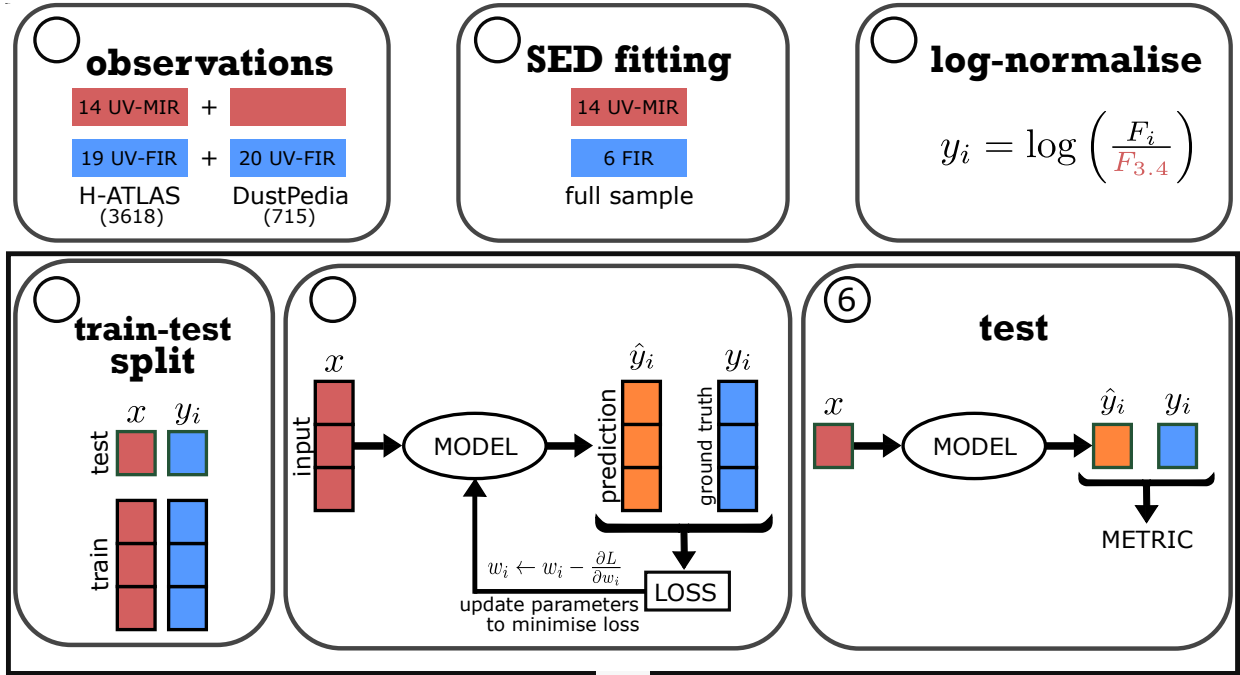 observations
14 UV-MIR +
19 UV-FIR + 20 UV-FIR
H-ATLAS DustPedia
(3618) (715)
SED fitting
14 UV-MIR
6 FIR
full sample
log-normalise
y_i = log ( F_i / F_{3.4} )
train-test
split
x y_i
test
train
x ŷ_i y_i
input
MODEL
prediction
ground truth
w_i ← w_i − ∂L/∂w_i
LOSS
update parameters
to minimise loss
6
test
x ŷ_i y_i
MODEL
METRIC